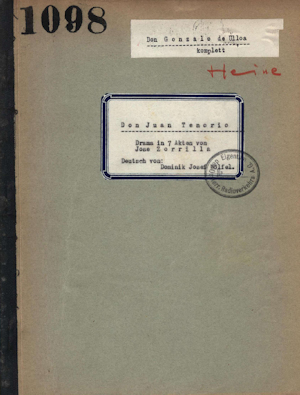 1098
Don Gonzalo de Ulloa
komplett
Heine
Don Juan Tenorio
Drama in 7 Akten von
Jose Zorrilla
Deutsch von:
Dominik Josef Wölfel.